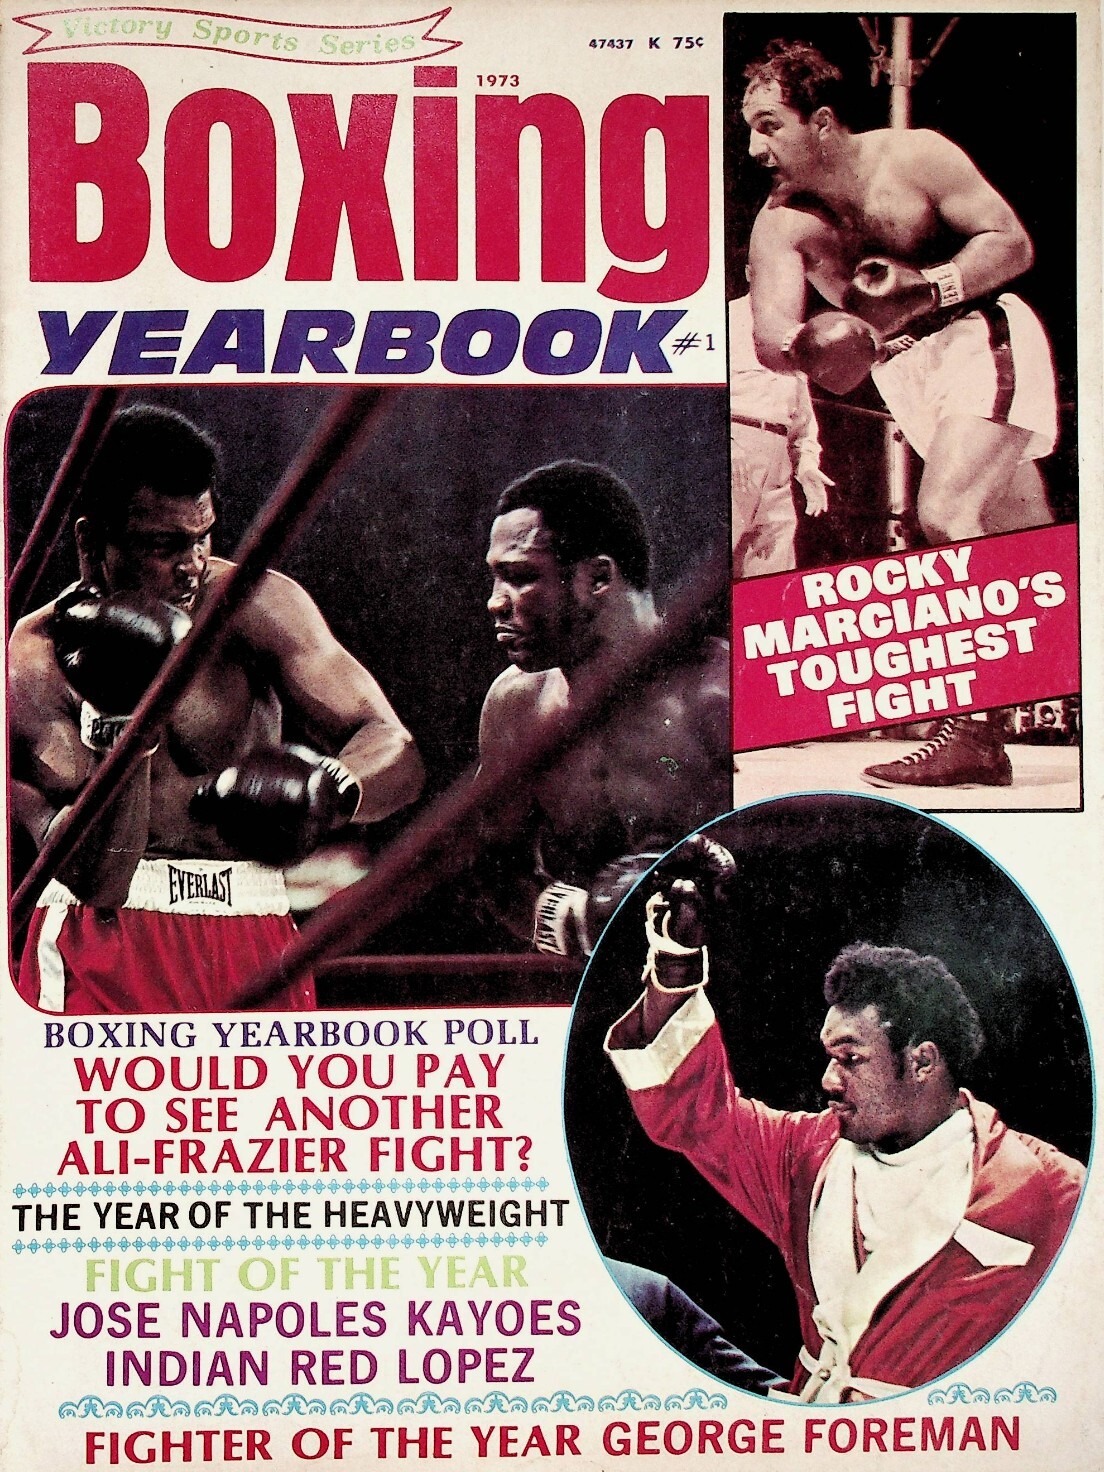 Victory Sports Series
47437 K 75¢
1973
Boxing
YEARBOOK #1
ROCKY
MARCIANO'S
TOUGHEST
FIGHT
EVERLAST
BOXING YEARBOOK POLL
WOULD YOU PAY
TO SEE ANOTHER
ALI-FRAZIER FIGHT?
THE YEAR OF THE HEAVYWEIGHT
FIGHT OF THE YEAR
JOSE NAPOLES KAYOES
INDIAN RED LOPEZ
FIGHTER OF THE YEAR GEORGE FOREMAN